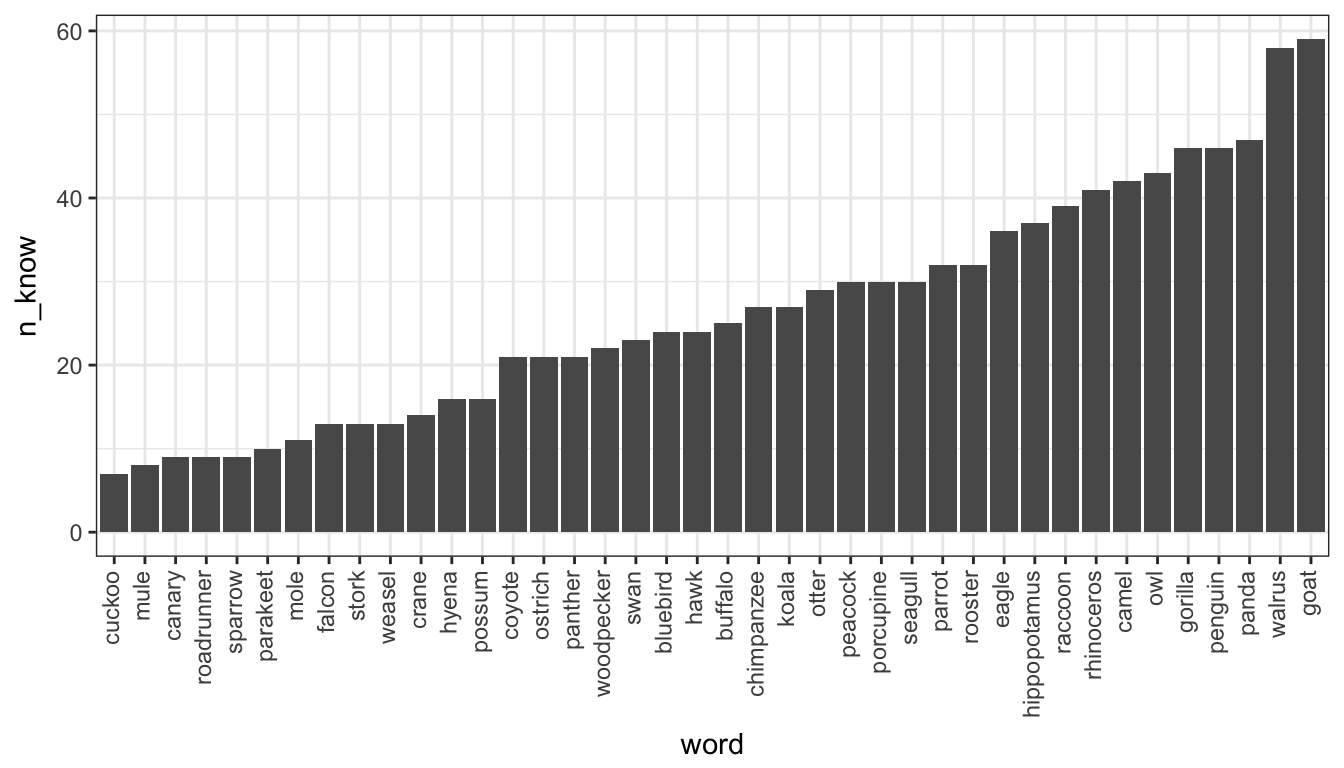 60
40
20
0
n_know
cuckoo
mule
canary
roadrunner
sparrow
parakeet
mole
falcon
stork
weasel
crane
hyena
possum
coyote
ostrich
panther
woodpecker
swan
bluebird
hawk
buffalo
chimpanzee
koala
otter
peacock
porcupine
seagull
parrot
rooster
eagle
hippopotamus
raccoon
rhinoceros
camel
owl
gorilla
penguin
panda
walrus
goat
word